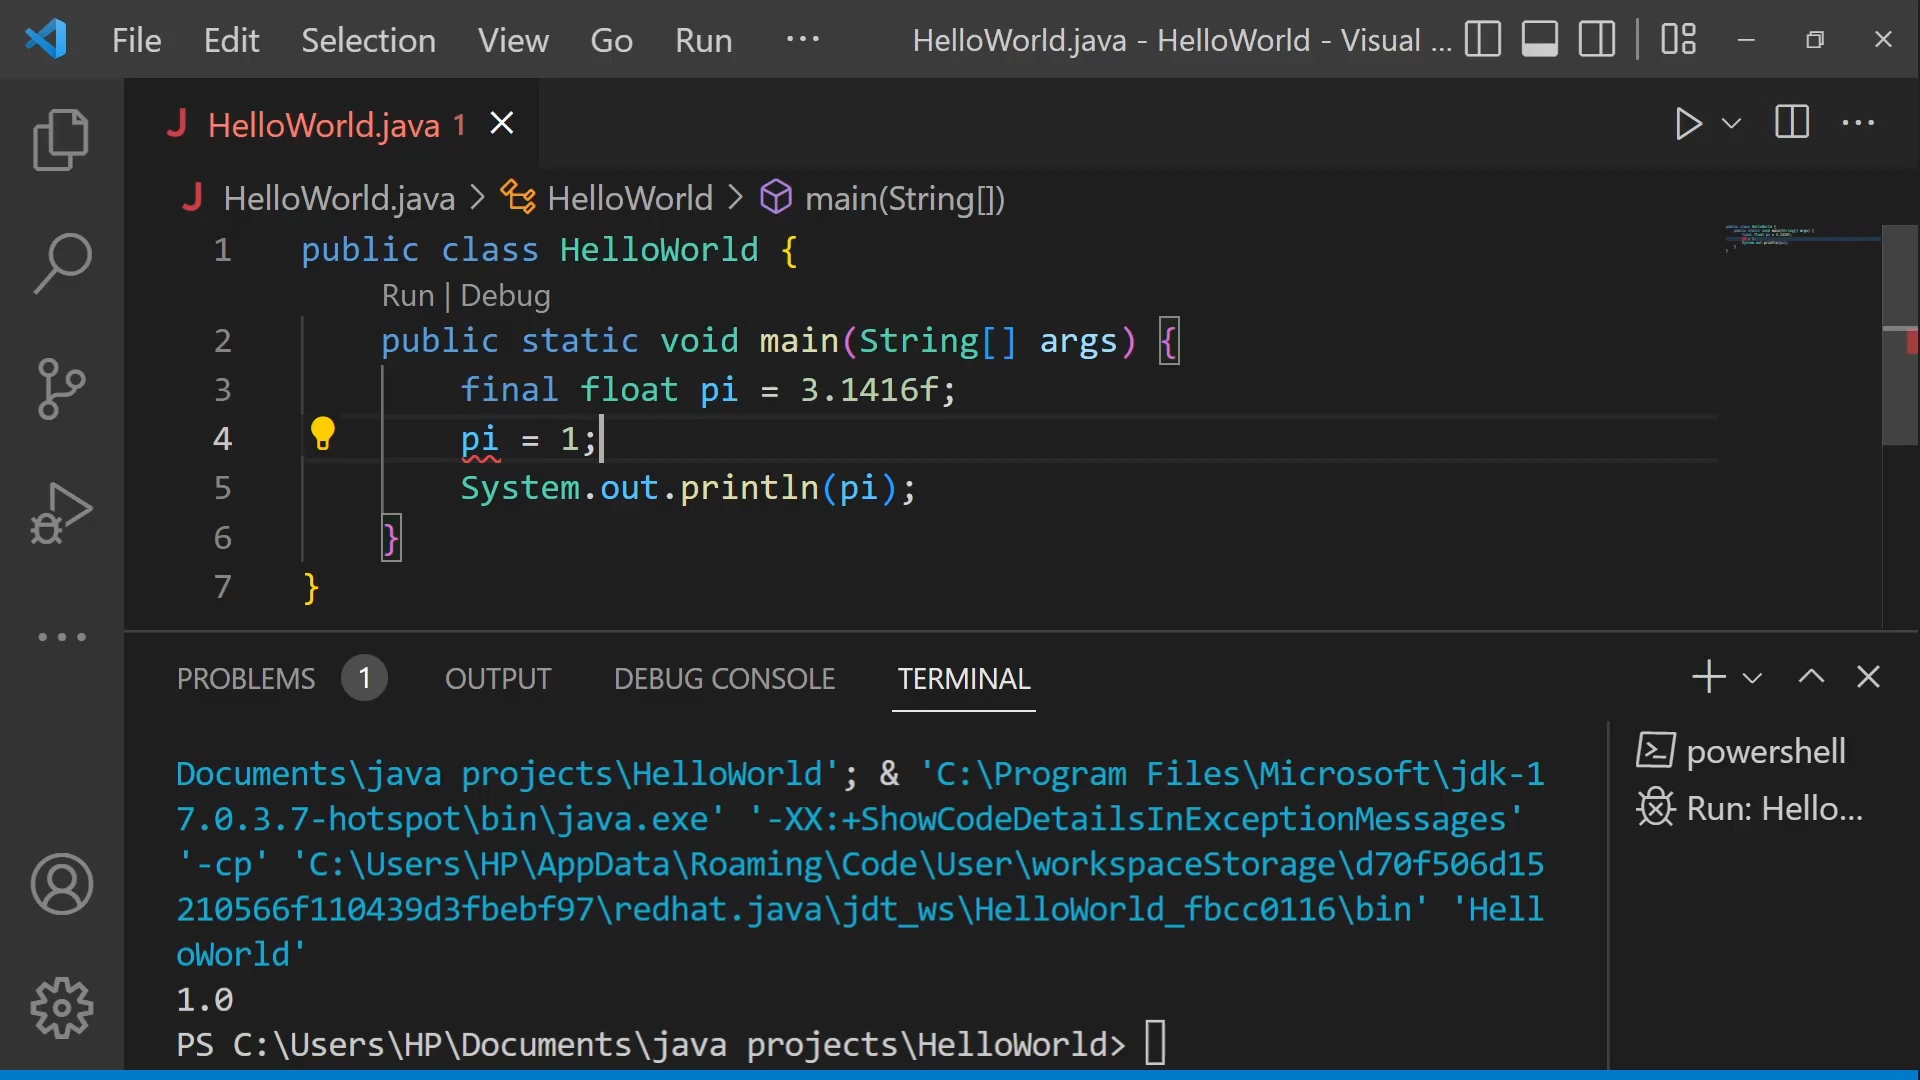 File Edit Selection View Go Run ··· HelloWorld.java - HelloWorld - Visual ...
J HelloWorld.java 1
J HelloWorld.java > HelloWorld > main(String[])
1 public class HelloWorld {
Run | Debug
2 public static void main(String[] args) {
3 final float pi = 3.1416f;
4 pi = 1;
5 System.out.println(pi);
6 }
7 }
PROBLEMS 1 OUTPUT DEBUG CONSOLE TERMINAL
Documents\java projects\HelloWorld'; & 'C:\Program Files\Microsoft\jdk-1
7.0.3.7-hotspot\bin\java.exe' '-XX:+ShowCodeDetailsInExceptionMessages'
'-cp' 'C:\Users\HP\AppData\Roaming\Code\User\workspaceStorage\d70f506d15
210566f110439d3fbebf97\redhat.java\jdt_ws\HelloWorld_fbcc0116\bin' 'Hell
oWorld'
1.0
PS C:\Users\HP\Documents\java projects\HelloWorld>
powershell
Run: Hello...